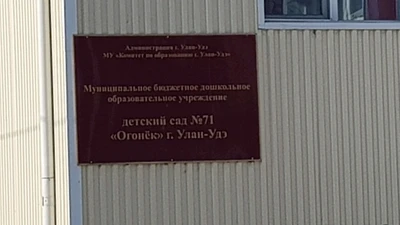 Администрация г. Улан-Удэ
МУ «Комитет по образованию г. Улан-Удэ»
Муниципальное бюджетное дошкольное
образовательное учреждение
детский сад №71
«Огонёк» г. Улан-Удэ